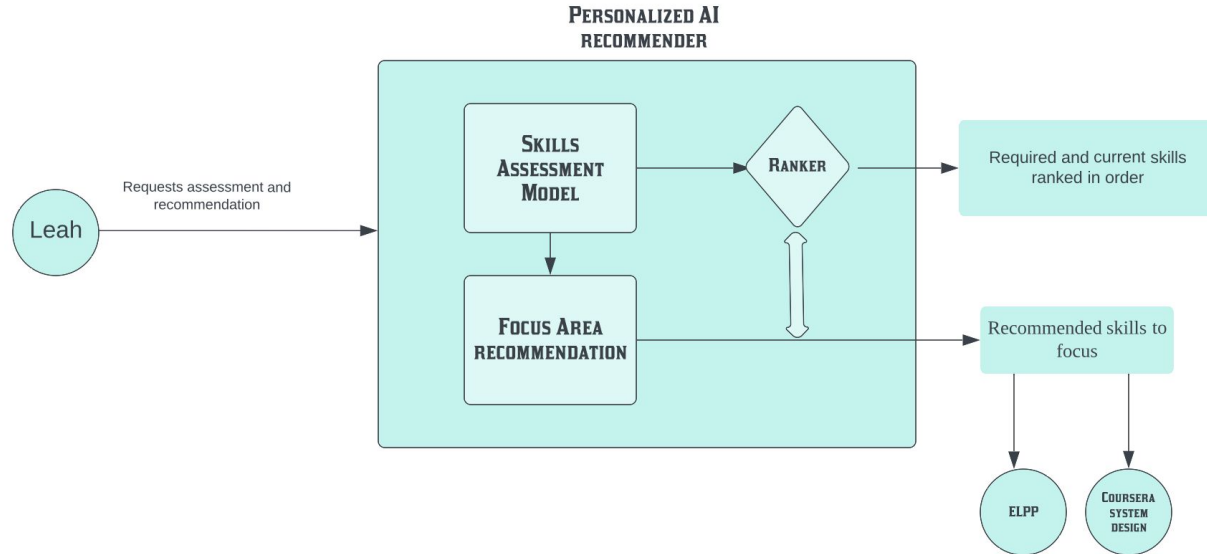 PERSONALIZED AI
RECOMMENDER
SKILLS
ASSESSMENT
MODEL
RANKER
Required and current skills
ranked in order
Requests assessment and
recommendation
Leah
FOCUS AREA
RECOMMENDATION
Recommended skills to
focus
ELPP
COURSERA
SYSTEM
DESIGN